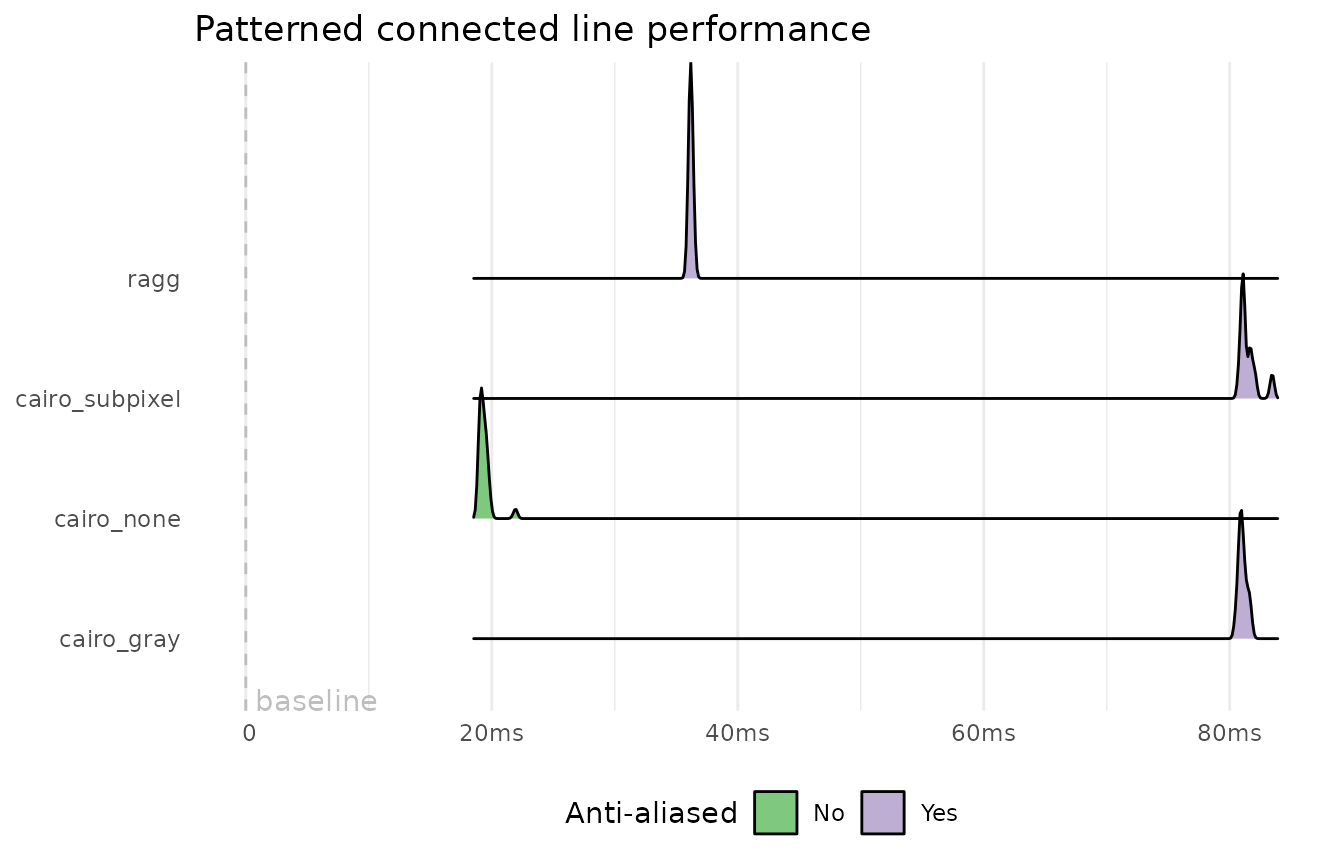 Patterned connected line performance
ragg
cairo_subpixel
cairo_none
cairo_gray
baseline
0 20ms 40ms 60ms 80ms
Anti-aliased No Yes